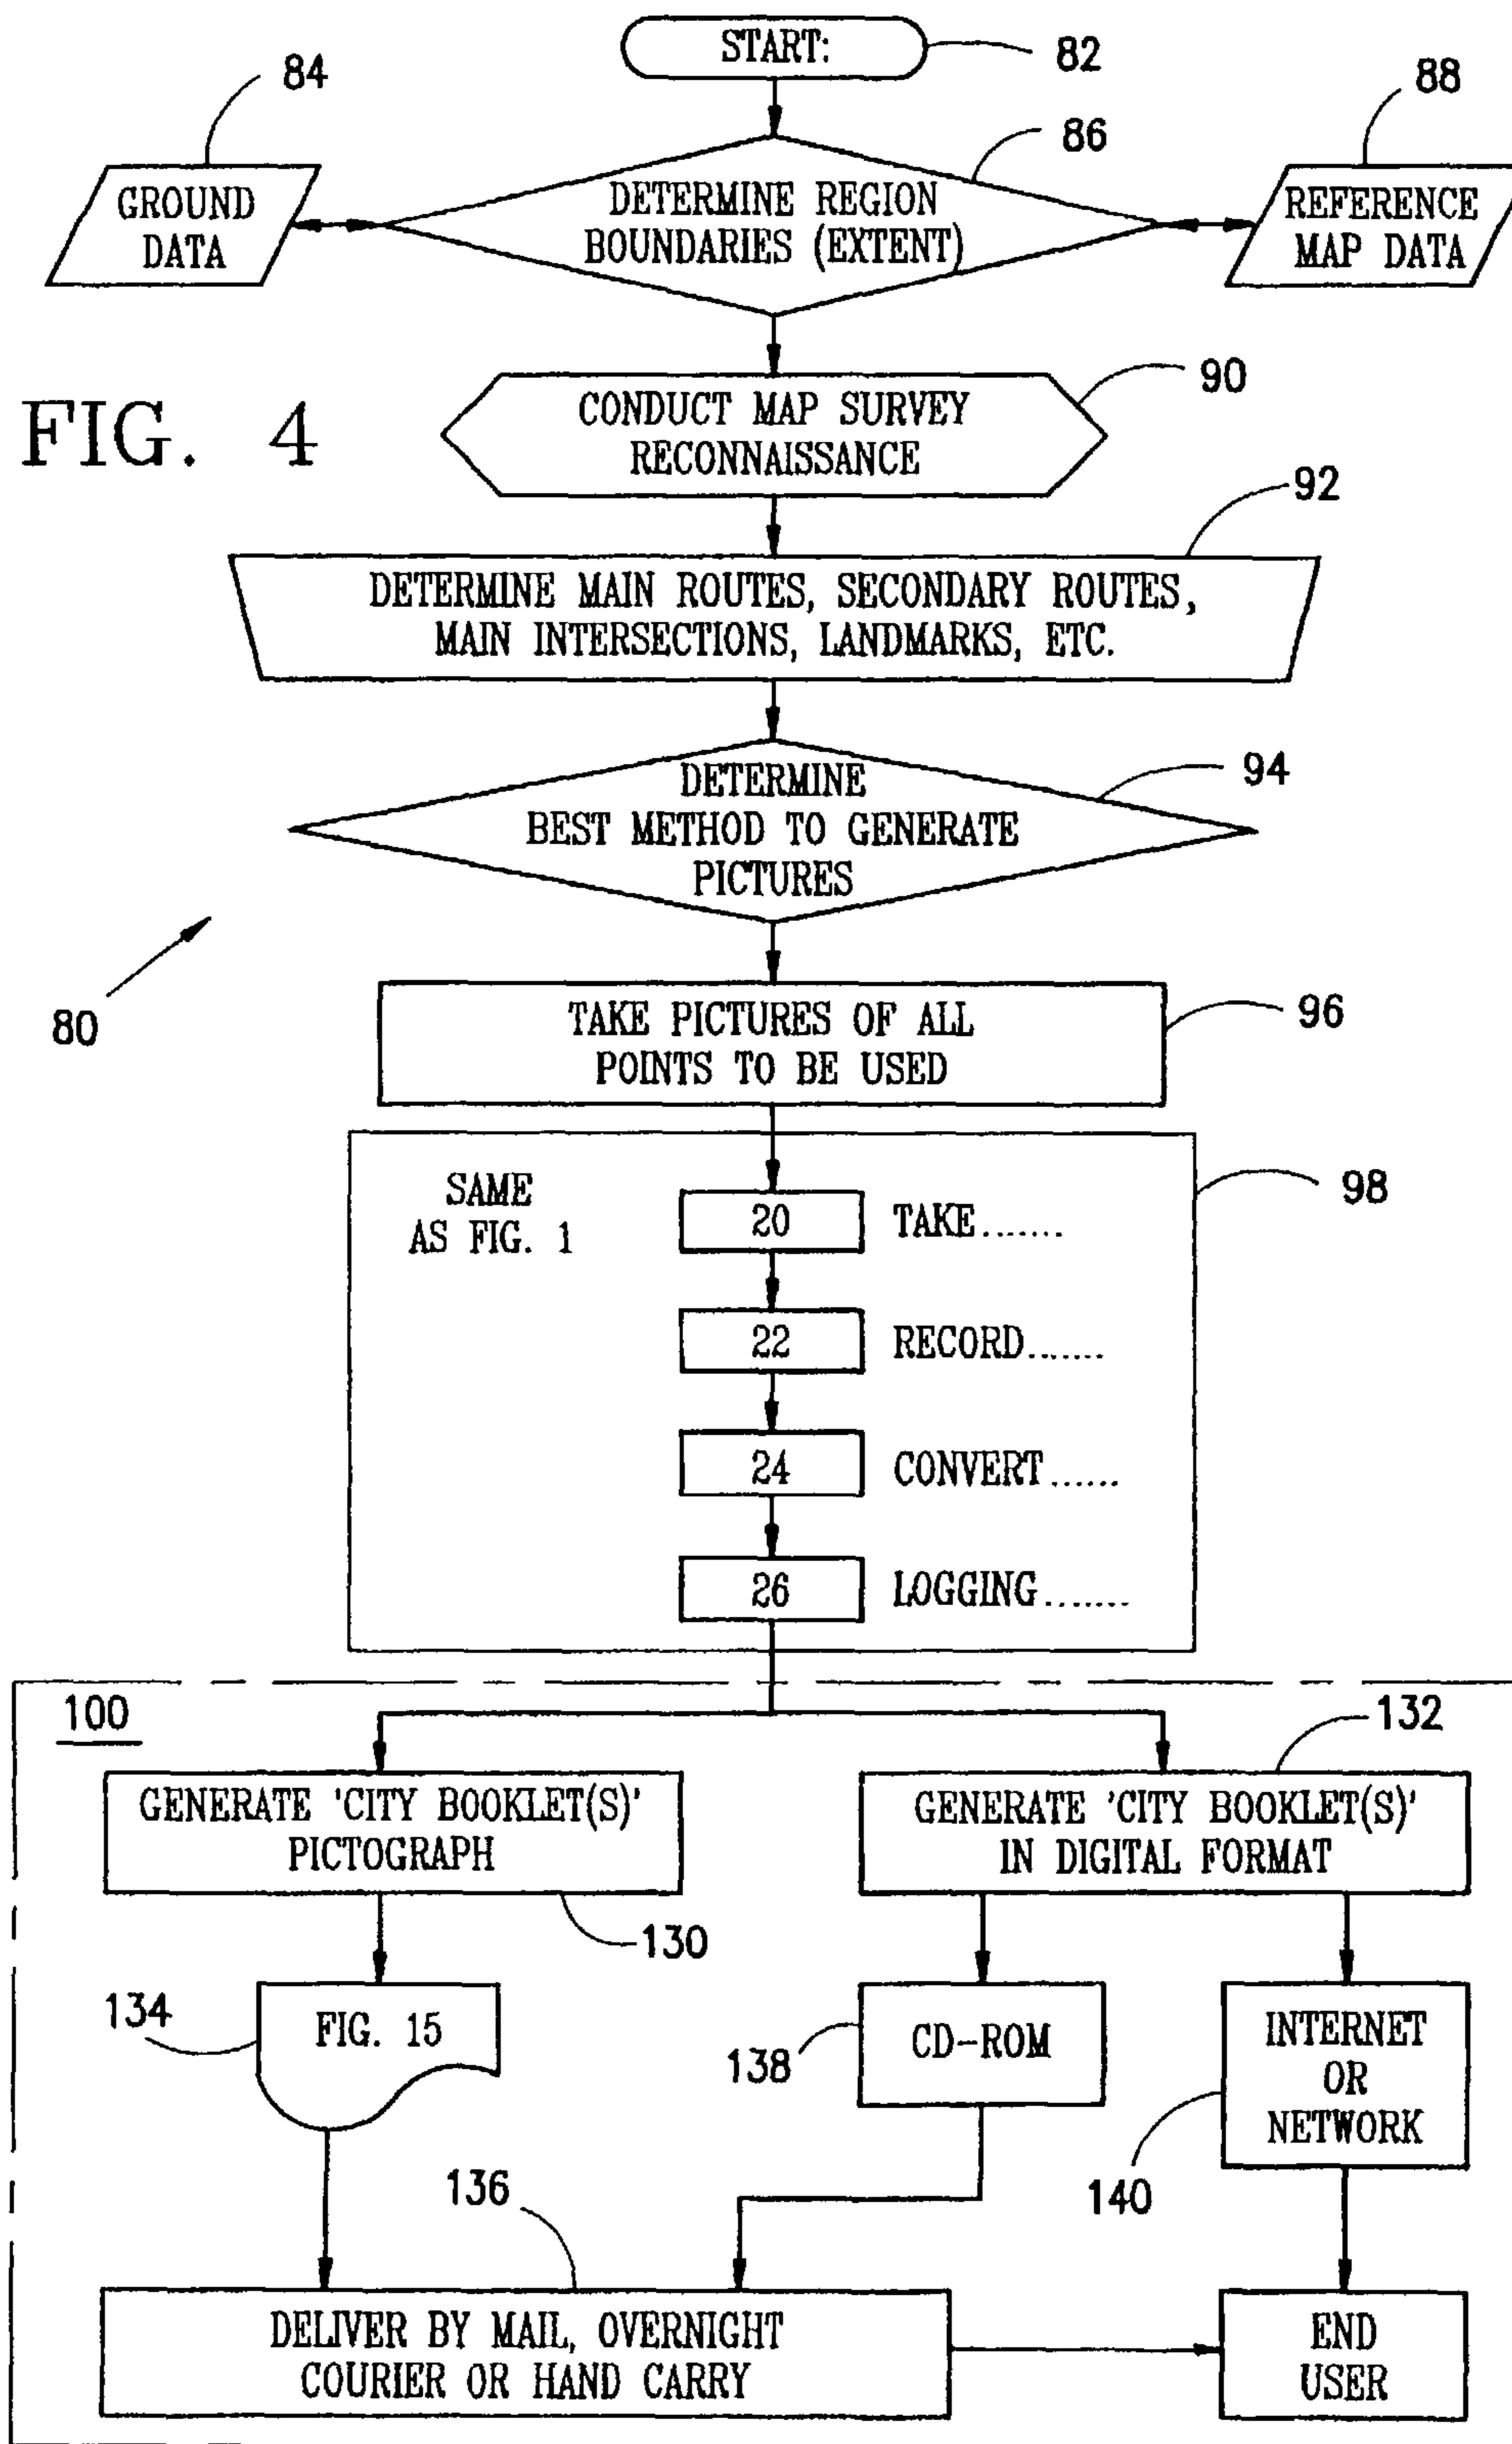 START:
82
84
88
86
GROUND
DATA
DETERMINE REGION
BOUNDARIES (EXTENT)
REFERENCE
MAP DATA
FIG. 4
CONDUCT MAP SURVEY
RECONNAISSANCE
90
92
DETERMINE MAIN ROUTES, SECONDARY ROUTES,
MAIN INTERSECTIONS, LANDMARKS, ETC.
DETERMINE
BEST METHOD TO GENERATE
PICTURES
94
80
TAKE PICTURES OF ALL
POINTS TO BE USED
96
SAME
AS FIG. 1
98
20 TAKE.......
22 RECORD.......
24 CONVERT......
26 LOGGING.......
100
132
GENERATE 'CITY BOOKLET(S)'
PICTOGRAPH
130
GENERATE 'CITY BOOKLET(S)'
IN DIGITAL FORMAT
134
FIG. 15
138
CD-ROM
INTERNET
OR
NETWORK
140
136
DELIVER BY MAIL, OVERNIGHT
COURIER OR HAND CARRY
END
USER